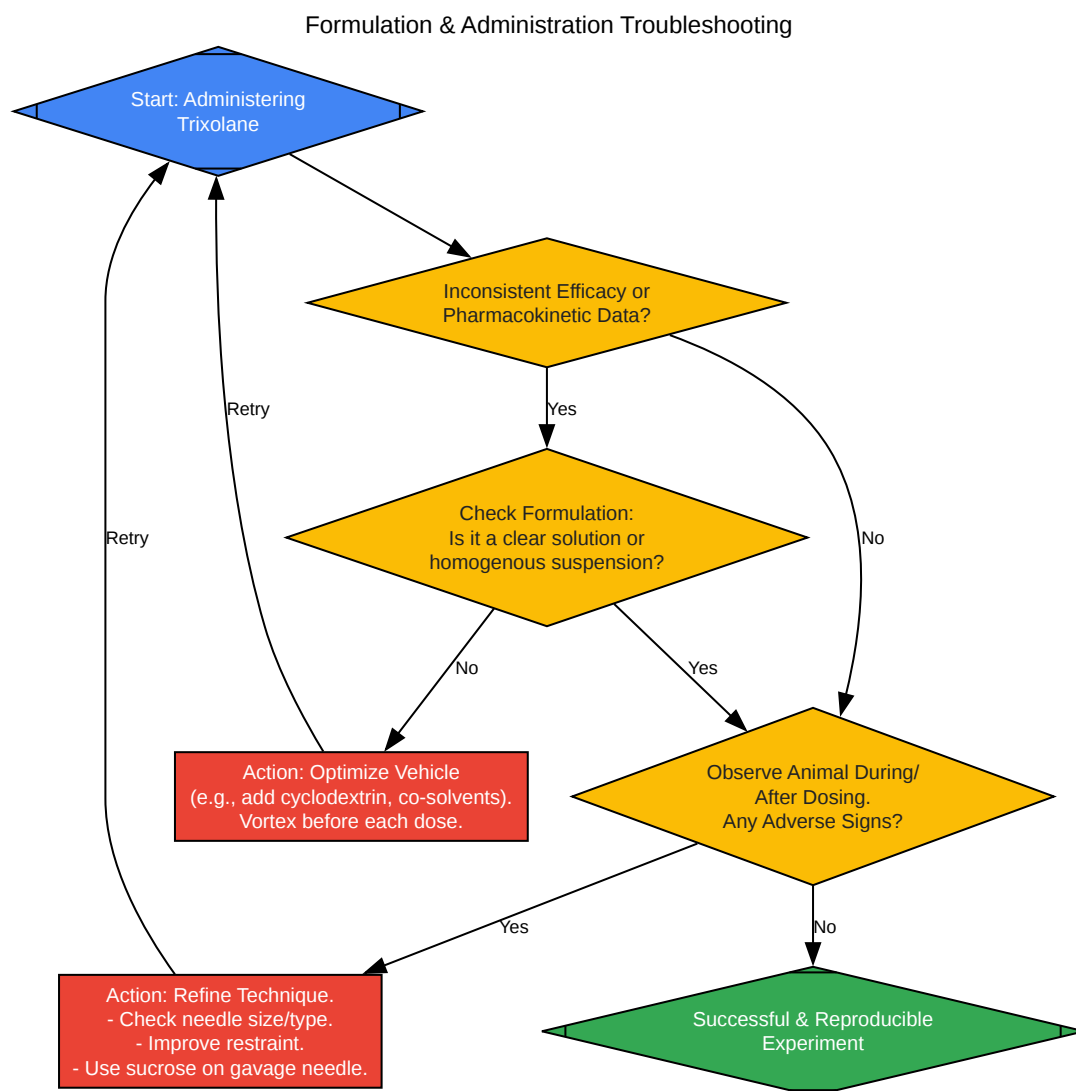 Formulation & Administration Troubleshooting
Start: Administering
Trixolane
Inconsistent Efficacy or
Pharmacokinetic Data?
Retry
Yes
Check Formulation:
Is it a clear solution or
homogenous suspension?
Retry
No
No
Yes
Action: Optimize Vehicle
(e.g., add cyclodextrin, co-solvents).
Vortex before each dose.
Observe Animal During/
After Dosing.
Any Adverse Signs?
Yes
No
Action: Refine Technique.
- Check needle size/type.
- Improve restraint.
- Use sucrose on gavage needle.
Successful & Reproducible
Experiment